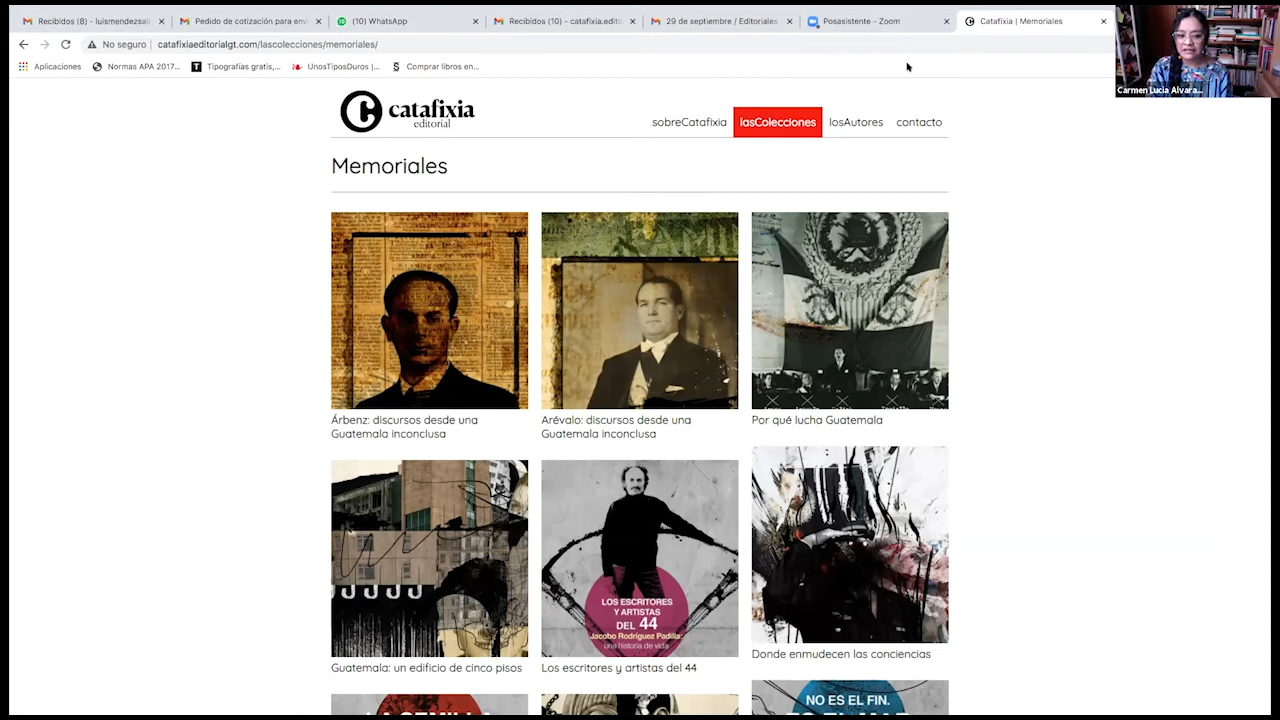 Recibidos (8) - luismendezsal
Pedido de cotización para env
(10) WhatsApp
Recibidos (10) - catafixia.edito
29 de septiembre / Editoriales
Posasistente - Zoom
Catafixia | Memoriales
No seguro
catafixiaeditorialgt.com/lascolecciones/memoriales/
Aplicaciones
Normas APA 2017...
Tipografías gratis,...
UnosTiposDuros |...
Comprar libros en...
Carmen Lucía Alvara...
catafixia
editorial
sobreCatafixia
lasColecciones
losAutores
contacto
Memoriales
Árbenz: discursos desde una
Guatemala inconclusa
Arévalo: discursos desde una
Guatemala inconclusa
Por qué lucha Guatemala
LOS ESCRITORES
Y ARTISTAS
DEL 44
Jacobo Rodríguez Padilla:
una historia de vida
Guatemala: un edificio de cinco pisos
Los escritores y artistas del 44
Donde enmudecen las conciencias
LA SEMILLA
NO ES EL FIN.